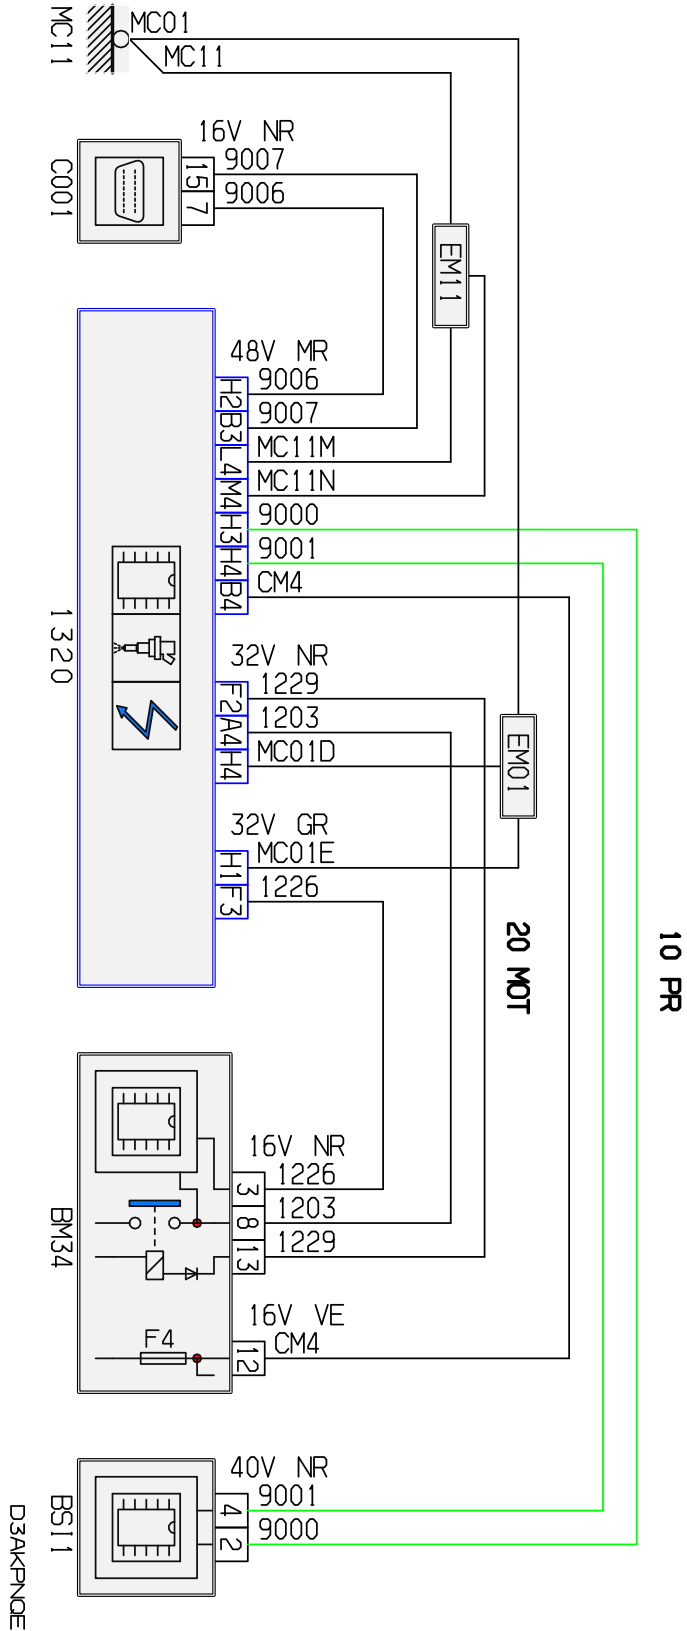 MC01
MC11
MC11
16V NR
9007
15
9006
7
C001
EM11
48V MR
9006
H2
9007
B3
MC11M
L4
MC11N
M4
9000
H3
9001
H4
CM4
B4
1320
32V NR
1229
F2
1203
A4
MC01D
H4
EM01
32V GR
MC01E
H1
1226
F3
20 MOT
10 PR
16V NR
1226
3
1203
8
1229
13
BM34
16V VE
CM4
12
F4
40V NR
9001
4
9000
2
BSI1
D3AKPNQE